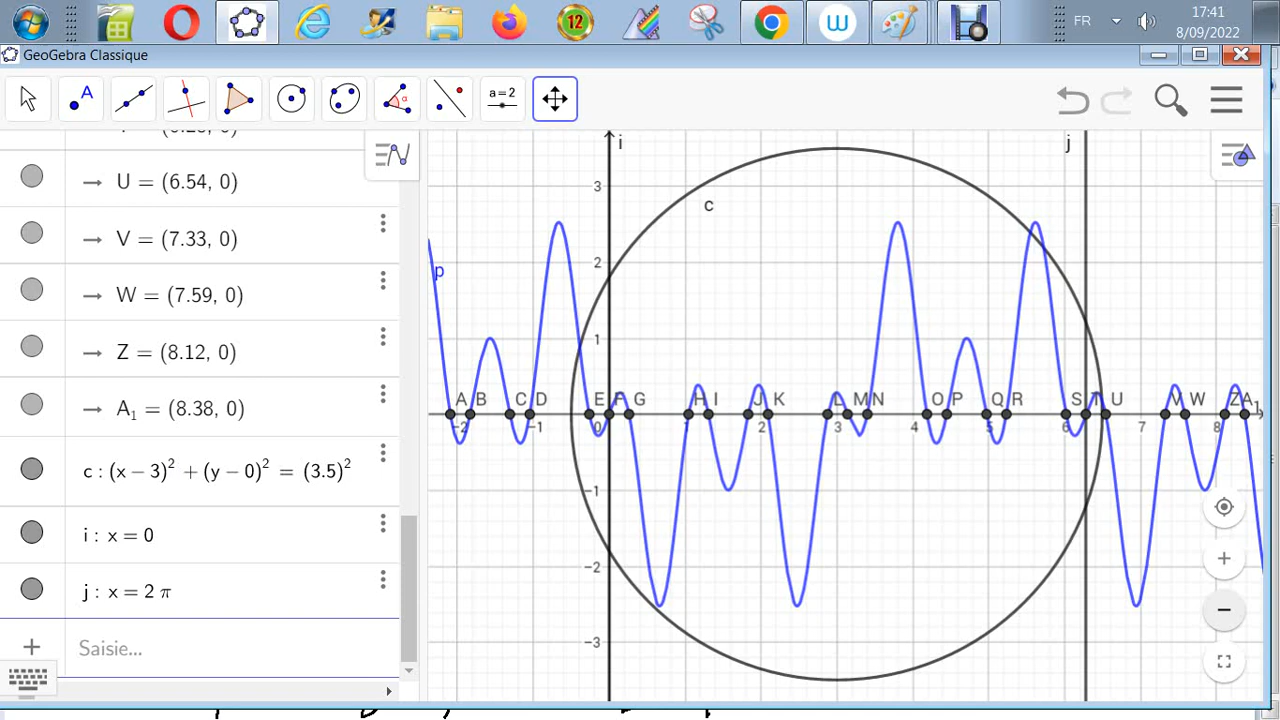 FR
17:41
8/09/2022
12
W
GeoGebra Classique
A
α
a=2
→ U = (6.54, 0)
→ V = (7.33, 0)
→ W = (7.59, 0)
→ Z = (8.12, 0)
→ A₁ = (8.38, 0)
c : (x − 3)² + (y − 0)² = (3.5)²
i : x = 0
j : x = 2 π
Saisie...
i
j
3
c
2
p
1
A B C D E F G H I J K L M N O P Q R S T U V W Z A₁
−2 −1 0 1 2 3 4 5 6 7 8
−1
−2
−3